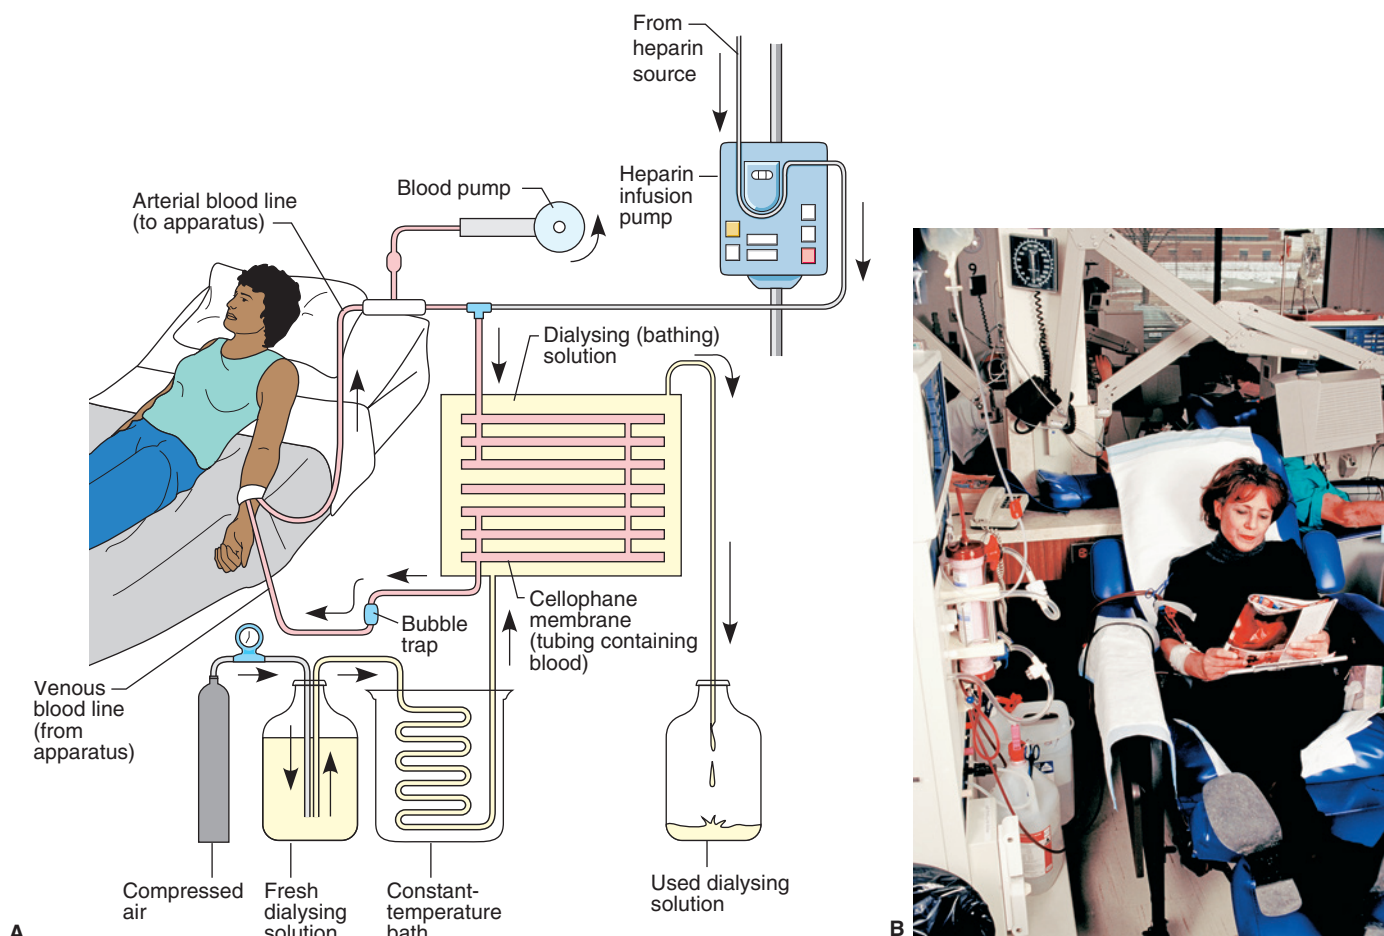 From
heparin
source
Heparin
infusion
pump
Blood pump
Arterial blood line
(to apparatus)
Dialysing (bathing)
solution
Cellophane
membrane
(tubing containing
blood)
Bubble
trap
Venous
blood line
(from
apparatus)
Compressed
air
Fresh
dialysing
solution
Constant-
temperature
bath
Used dialysing
solution
A
B
9